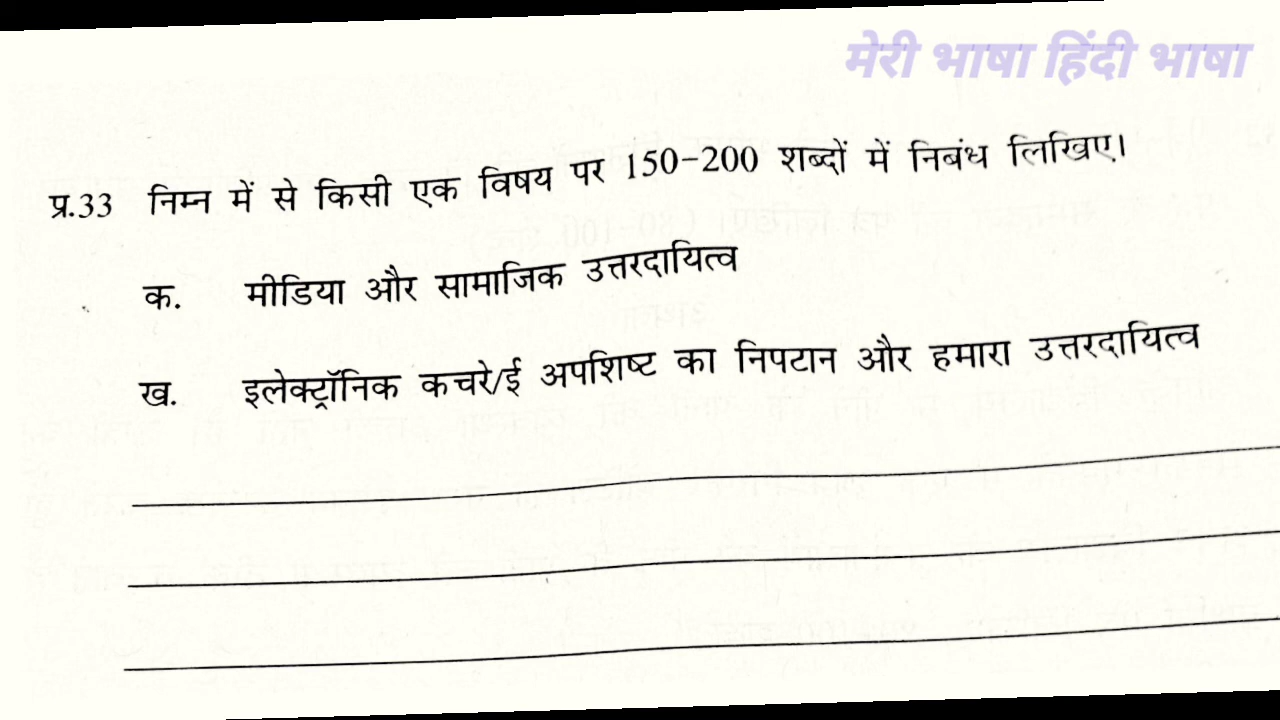 मेरी भाषा हिंदी भाषा
प्र.33 निम्न में से किसी एक विषय पर 150-200 शब्दों में निबंध लिखिए।
क. मीडिया और सामाजिक उत्तरदायित्व
ख. इलेक्ट्रॉनिक कचरे/ई अपशिष्ट का निपटान और हमारा उत्तरदायित्व